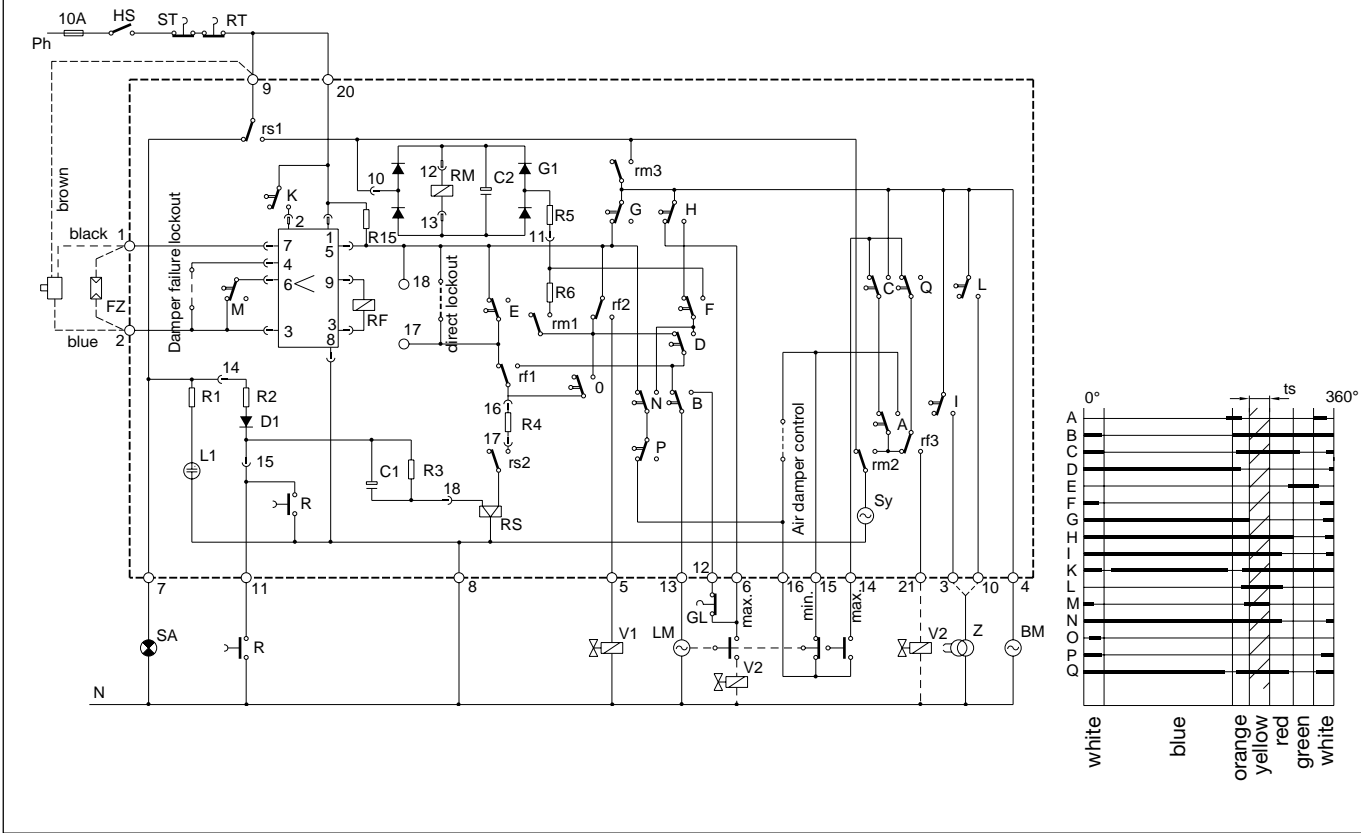 10A HS ST RT
Ph
9 20
rs1
brown
black 1
blue 2
FZ
Damper failure lockout
K
2
1
7
5
4
6
9
3
3
8
M
RF
R15
10
12
RM
13
C2
G1
R5
11
R6
rm1
rm3
G
H
18
17
direct lockout
E
rf2
F
D
rf1
0
16
R4
17
rs2
N
B
P
14
R1
R2
D1
L1
15
R
C1
R3
18
RS
C
Q
L
I
A
rf3
rm2
Sy
Air damper control
7 11 8 5 13 12 6 16 15 14 21 3 10 4
max.
min.
max.
GL
SA
R
V1
LM
V2
V2
Z
BM
N
0° ts 360°
A
B
C
D
E
F
G
H
I
K
L
M
N
O
P
Q
white
blue
orange
yellow
red
green
white